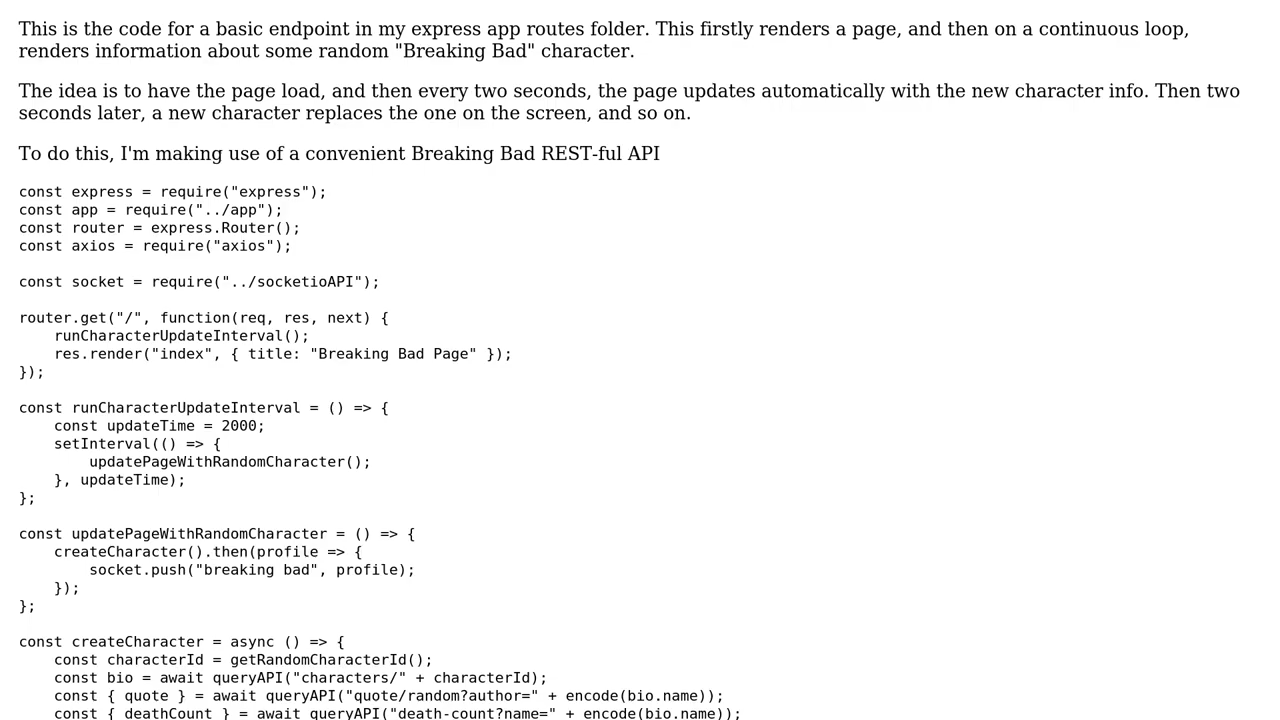 This is the code for a basic endpoint in my express app routes folder. This firstly renders a page, and then on a continuous loop,
renders information about some random "Breaking Bad" character.
The idea is to have the page load, and then every two seconds, the page updates automatically with the new character info. Then two
seconds later, a new character replaces the one on the screen, and so on.
To do this, I'm making use of a convenient Breaking Bad REST-ful API
const express = require("express");
const app = require("../app");
const router = express.Router();
const axios = require("axios");
const socket = require("../socketioAPI");
router.get("/", function(req, res, next) {
    runCharacterUpdateInterval();
    res.render("index", { title: "Breaking Bad Page" });
});
const runCharacterUpdateInterval = () => {
    const updateTime = 2000;
    setInterval(() => {
        updatePageWithRandomCharacter();
    }, updateTime);
};
const updatePageWithRandomCharacter = () => {
    createCharacter().then(profile => {
        socket.push("breaking bad", profile);
    });
};
const createCharacter = async () => {
    const characterId = getRandomCharacterId();
    const bio = await queryAPI("characters/" + characterId);
    const { quote } = await queryAPI("quote/random?author=" + encode(bio.name));
    const { deathCount } = await queryAPI("death-count?name=" + encode(bio.name));